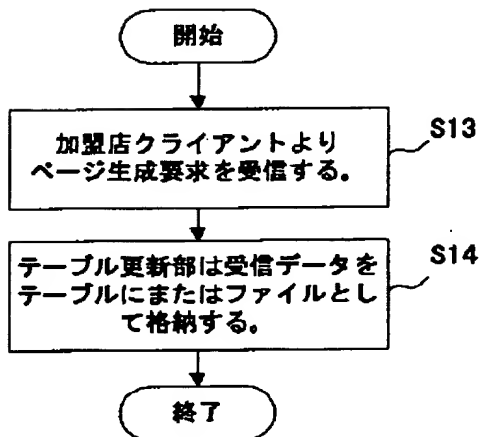 開始
加盟店クライアントより
ページ生成要求を受信する。
S13
テーブル更新部は受信データを
テーブルにまたはファイルとし
て格納する。
S14
終了